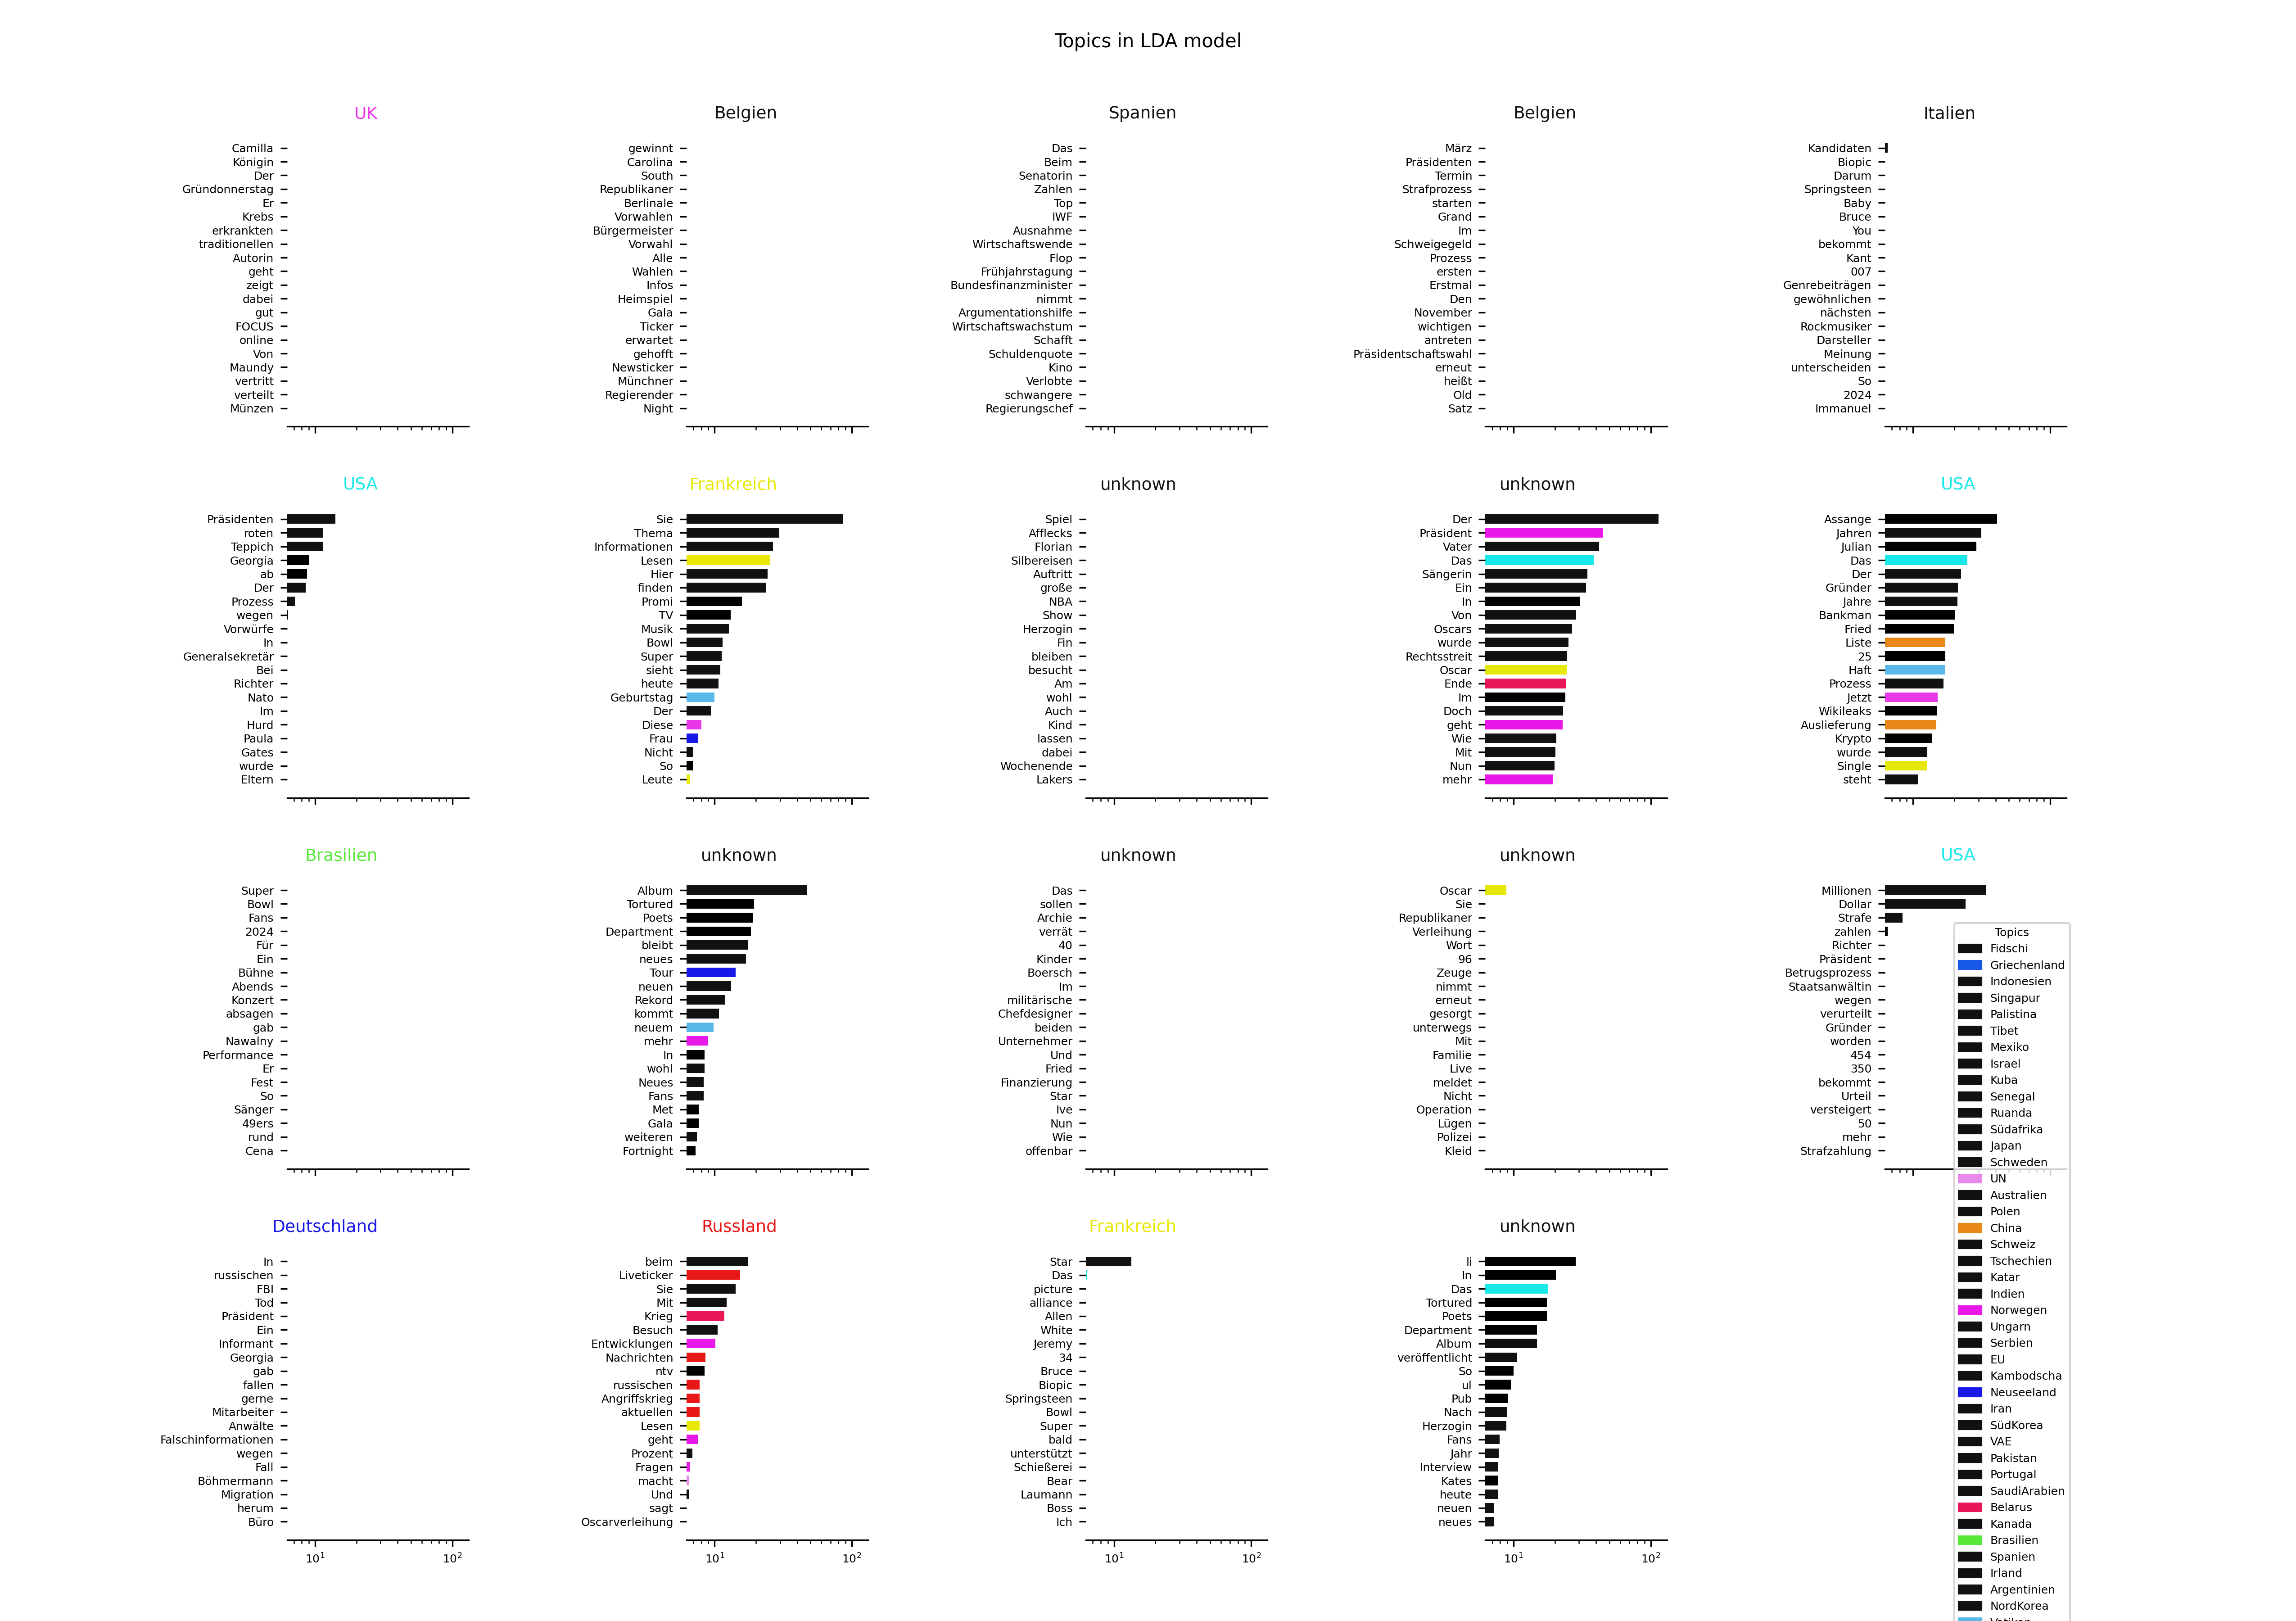 Topics in LDA model
UK
Camilla
Königin
Der
Gründonnerstag
Er
Krebs
erkrankten
traditionellen
Autorin
geht
zeigt
dabei
gut
FOCUS
online
Von
Maundy
vertritt
verteilt
Münzen
Belgien
gewinnt
Carolina
South
Republikaner
Berlinale
Vorwahlen
Bürgermeister
Vorwahl
Alle
Wahlen
Infos
Heimspiel
Gala
Ticker
erwartet
gehofft
Newsticker
Münchner
Regierender
Night
Spanien
Das
Beim
Senatorin
Zahlen
Top
IWF
Ausnahme
Wirtschaftswende
Flop
Frühjahrstagung
Bundesfinanzminister
nimmt
Argumentationshilfe
Wirtschaftswachstum
Schafft
Schuldenquote
Kino
Verlobte
schwangere
Regierungschef
Belgien
März
Präsidenten
Termin
Strafprozess
starten
Grand
Im
Schweigegeld
Prozess
ersten
Erstmal
Den
November
wichtigen
antreten
Präsidentschaftswahl
erneut
heißt
Old
Satz
Italien
Kandidaten
Biopic
Darum
Springsteen
Baby
Bruce
You
bekommt
Kant
007
Genrebeiträgen
gewöhnlichen
nächsten
Rockmusiker
Darsteller
Meinung
unterscheiden
So
2024
Immanuel
USA
Präsidenten
roten
Teppich
Georgia
ab
Der
Prozess
wegen
Vorwürfe
In
Generalsekretär
Bei
Richter
Nato
Im
Hurd
Paula
Gates
wurde
Eltern
Frankreich
Sie
Thema
Informationen
Lesen
Hier
finden
Promi
TV
Musik
Bowl
Super
sieht
heute
Geburtstag
Der
Diese
Frau
Nicht
So
Leute
unknown
Spiel
Afflecks
Florian
Silbereisen
Auftritt
große
NBA
Show
Herzogin
Fin
bleiben
besucht
Am
wohl
Auch
Kind
lassen
dabei
Wochenende
Lakers
unknown
Der
Präsident
Vater
Das
Sängerin
Ein
In
Von
Oscars
wurde
Rechtsstreit
Oscar
Ende
Im
Doch
geht
Wie
Mit
Nun
mehr
USA
Assange
Jahren
Julian
Das
Der
Gründer
Jahre
Bankman
Fried
Liste
25
Haft
Prozess
Jetzt
Wikileaks
Auslieferung
Krypto
wurde
Single
steht
Brasilien
Super
Bowl
Fans
2024
Für
Ein
Bühne
Abends
Konzert
absagen
gab
Nawalny
Performance
Er
Fest
So
Sänger
49ers
rund
Cena
unknown
Album
Tortured
Poets
Department
bleibt
neues
Tour
neuen
Rekord
kommt
neuem
mehr
In
wohl
Neues
Fans
Met
Gala
weiteren
Fortnight
unknown
Das
sollen
Archie
verrät
40
Kinder
Boersch
Im
militärische
Chefdesigner
beiden
Unternehmer
Und
Fried
Finanzierung
Star
Ive
Nun
Wie
offenbar
unknown
Oscar
Sie
Republikaner
Verleihung
Wort
96
Zeuge
nimmt
erneut
gesorgt
unterwegs
Mit
Familie
Live
meldet
Nicht
Operation
Lügen
Polizei
Kleid
USA
Millionen
Dollar
Strafe
zahlen
Richter
Präsident
Betrugsprozess
Staatsanwältin
wegen
verurteilt
Gründer
worden
454
350
bekommt
Urteil
versteigert
50
mehr
Strafzahlung
Deutschland
In
russischen
FBI
Tod
Präsident
Ein
Informant
Georgia
gab
fallen
gerne
Mitarbeiter
Anwälte
Falschinformationen
wegen
Fall
Böhmermann
Migration
herum
Büro
10¹ 10²
Russland
beim
Liveticker
Sie
Mit
Krieg
Besuch
Entwicklungen
Nachrichten
ntv
russischen
Angriffskrieg
aktuellen
Lesen
geht
Prozent
Fragen
macht
Und
sagt
Oscarverleihung
10¹ 10²
Frankreich
Star
Das
picture
alliance
Allen
White
Jeremy
34
Bruce
Biopic
Springsteen
Bowl
Super
bald
unterstützt
Schießerei
Bear
Laumann
Boss
Ich
10¹ 10²
unknown
li
In
Das
Tortured
Poets
Department
Album
veröffentlicht
So
ul
Pub
Nach
Herzogin
Fans
Jahr
Interview
Kates
heute
neuen
neues
10¹ 10²
Topics
Fidschi
Griechenland
Indonesien
Singapur
Palistina
Tibet
Mexiko
Israel
Kuba
Senegal
Ruanda
Südafrika
Japan
Schweden
UN
Australien
Polen
China
Schweiz
Tschechien
Katar
Indien
Norwegen
Ungarn
Serbien
EU
Kambodscha
Neuseeland
Iran
SüdKorea
VAE
Pakistan
Portugal
SaudiArabien
Belarus
Kanada
Brasilien
Spanien
Irland
Argentinien
NordKorea